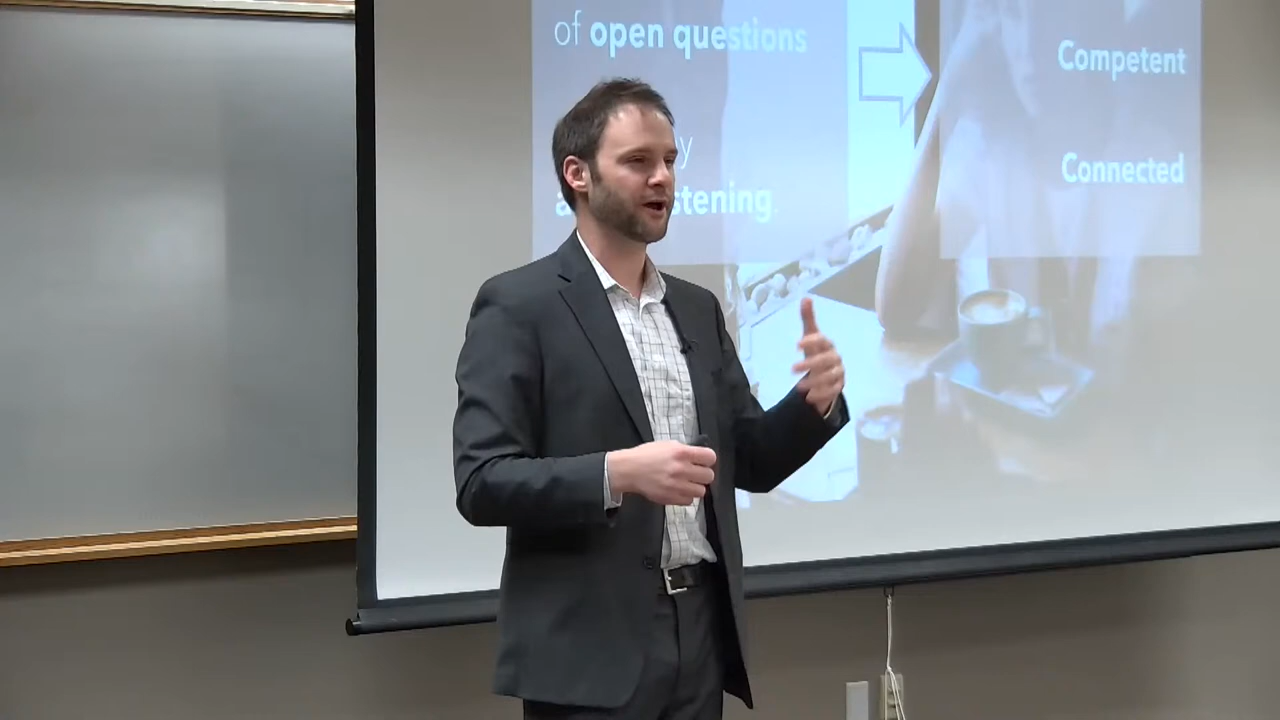 of open questions
y
a stening.
Competent
Connected